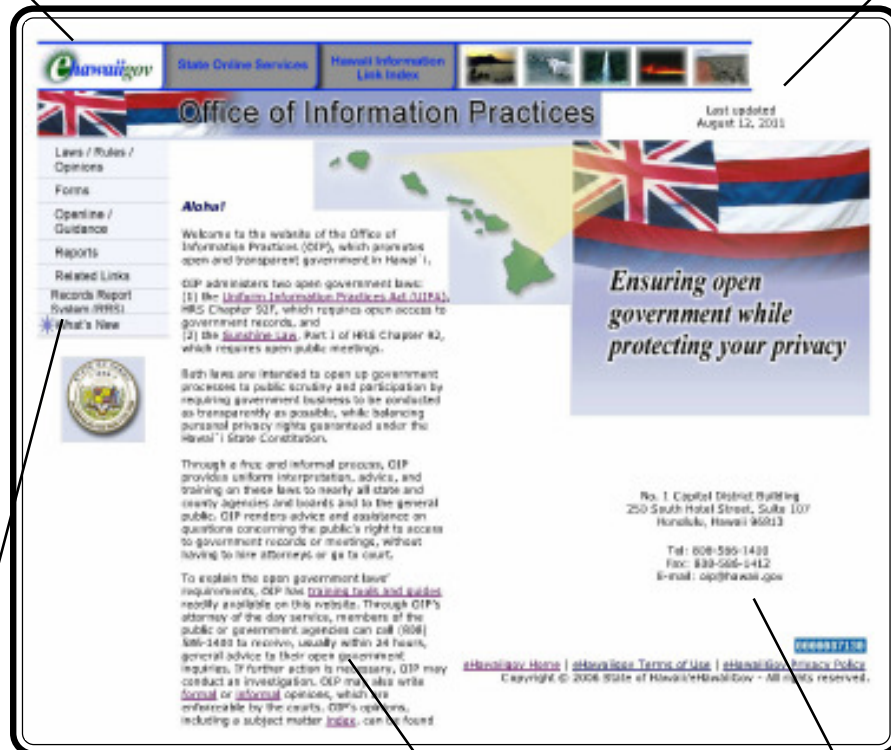 ehawaiigov
State Online Services
Hawaii Information
Link Index
Office of Information Practices
Last updated
August 12, 2011
Laws / Rules /
Opinions
Forms
Openline /
Guidance
Reports
Related Links
Records Report
System (RRS)
What's New
Aloha!
Welcome to the website of the Office of
Information Practices (OIP), which promotes
open and transparent government in Hawai`i.
OIP administers two open government laws:
(1) the Uniform Information Practices Act (UIPA),
HRS Chapter 92F, which requires open access to
government records, and
(2) the Sunshine Law, Part I of HRS Chapter 92,
which requires open public meetings.
Both laws are intended to open up government
processes to public scrutiny and participation by
requiring government business to be conducted
as transparently as possible, while balancing
personal privacy rights guaranteed under the
Hawai`i State Constitution.
Through a free and informal process, OIP
provides uniform interpretation, advice, and
training on these laws to nearly all state and
county agencies and boards and to the general
public. OIP renders advice and assistance on
questions concerning the public's right to access
to government records or meetings, without
having to hire attorneys or go to court.
To explain the open government laws'
requirements, OIP has training tools and guides
readily available on this website. Through OIP's
attorney of the day service, members of the
public or government agencies can call (808)
586-1400 to receive, usually within 24 hours,
general advice to their open government
inquiries. If further action is necessary, OIP may
conduct an investigation. OIP may also write
formal or informal opinions, which are
enforceable by the courts. OIP's opinions,
including a subject matter index, can be found
Ensuring open
government while
protecting your privacy
No. 1 Capitol District Building
250 South Hotel Street, Suite 107
Honolulu, Hawaii 96813
Tel: 808-586-1400
Fax: 808-586-1412
E-mail: oip@hawaii.gov
eHawaiigov Home | eHawaiigov Terms of Use | eHawaiiGov Privacy Policy
Copyright © 2006 State of Hawaii/eHawaiiGov - All rights reserved.